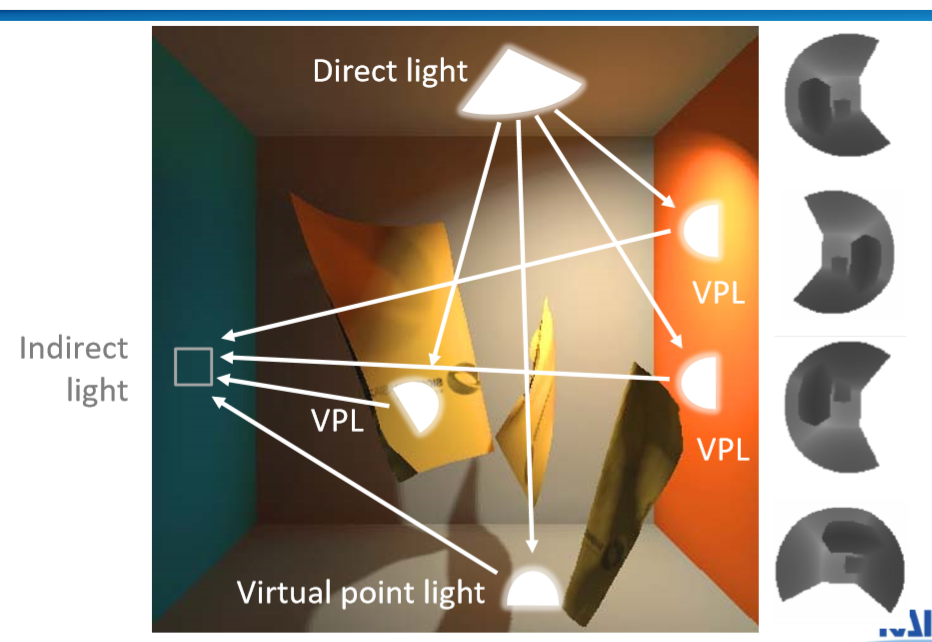 Direct light
VPL
Indirect
light
VPL
VPL
Virtual point light